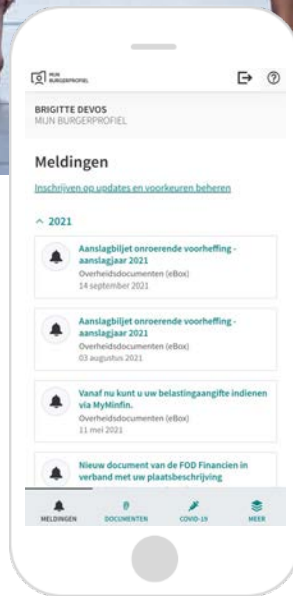 MIJN
BURGERPROFIEL
BRIGITTE DEVOS
MIJN BURGERPROFIEL
Meldingen
Inschrijven op updates en voorkeuren beheren
2021
Aanslagbiljet onroerende voorheffing -
aanslagjaar 2021
Overheidsdocumenten (eBox)
14 september 2021
Aanslagbiljet onroerende voorheffing -
aanslagjaar 2021
Overheidsdocumenten (eBox)
03 augustus 2021
Vanaf nu kunt u uw belastingaangifte indienen
via MyMinfin.
Overheidsdocumenten (eBox)
11 mei 2021
Nieuw document van de FOD Financien in
verband met uw plaatsbeschrijving
MELDINGEN DOCUMENTEN COVID-19 MEER